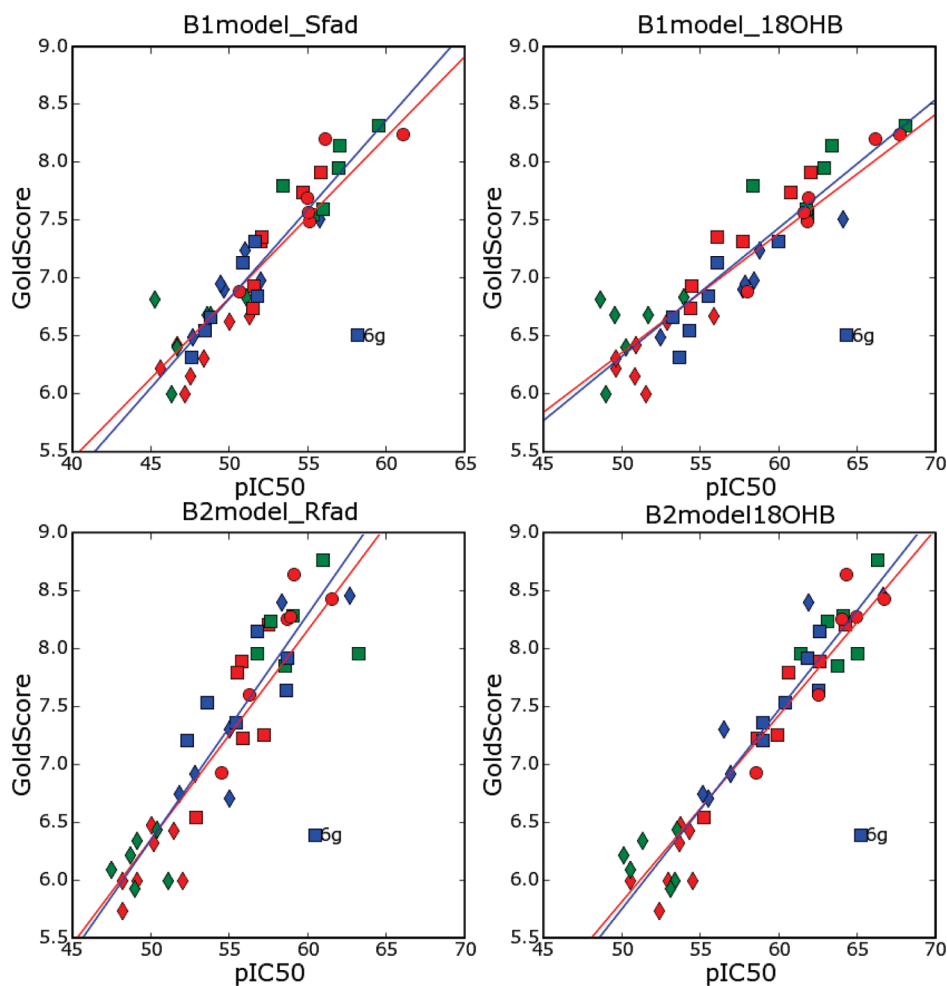 B1model_Sfad
9.0
8.5
8.0
7.5
7.0
6.5
6.0
5.5
GoldScore
6g
40 45 50 55 60 65
pIC50
B1model_18OHB
9.0
8.5
8.0
7.5
7.0
6.5
6.0
5.5
GoldScore
6g
45 50 55 60 65 70
pIC50
B2model_Rfad
9.0
8.5
8.0
7.5
7.0
6.5
6.0
5.5
GoldScore
6g
45 50 55 60 65 70
pIC50
B2model18OHB
9.0
8.5
8.0
7.5
7.0
6.5
6.0
5.5
GoldScore
6g
45 50 55 60 65 70
pIC50